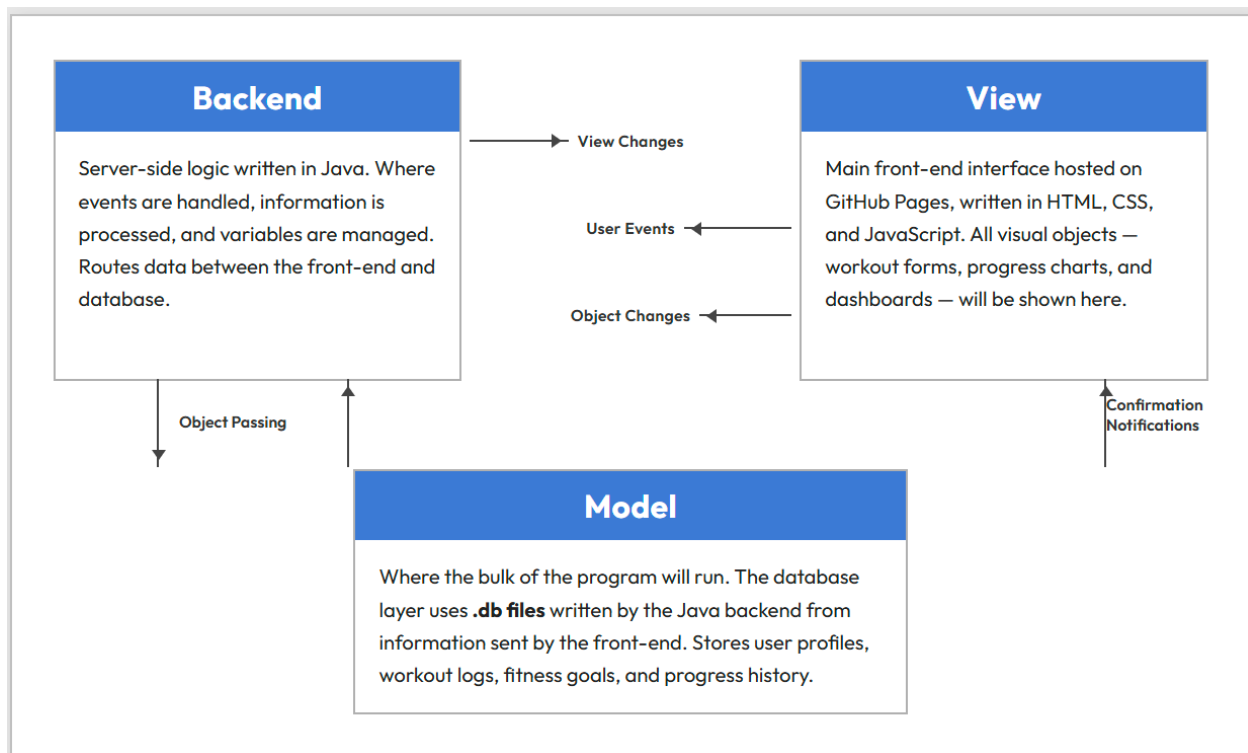 Backend
Server-side logic written in Java. Where
events are handled, information is
processed, and variables are managed.
Routes data between the front-end and
database.
View Changes
User Events
Object Changes
View
Main front-end interface hosted on
GitHub Pages, written in HTML, CSS,
and JavaScript. All visual objects —
workout forms, progress charts, and
dashboards — will be shown here.
Object Passing
Confirmation
Notifications
Model
Where the bulk of the program will run. The database
layer uses .db files written by the Java backend from
information sent by the front-end. Stores user profiles,
workout logs, fitness goals, and progress history.